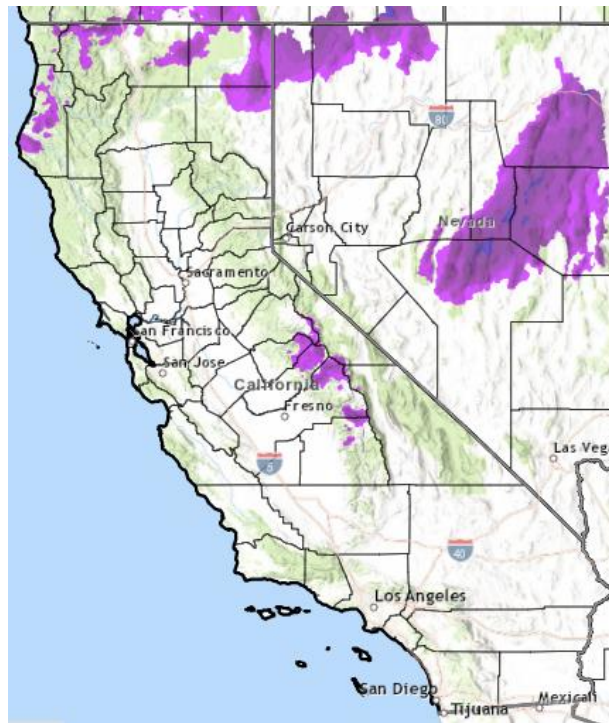 80
Nevada
Carson City
Sacramento
San Francisco
San Jose
California
Fresno
5
Las Vega
40
Los Angeles
San Diego
Tijuana
Mexicali